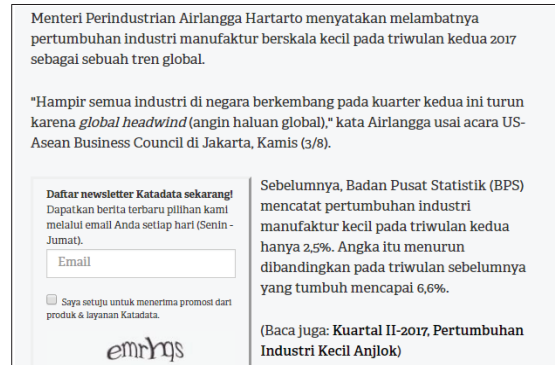 Menteri Perindustrian Airlangga Hartarto menyatakan melambatnya
pertumbuhan industri manufaktur berskala kecil pada triwulan kedua 2017
sebagai sebuah tren global.
"Hampir semua industri di negara berkembang pada kuarter kedua ini turun
karena global headwind (angin haluan global)," kata Airlangga usai acara US-
Asean Business Council di Jakarta, Kamis (3/8).
Daftar newsletter Katadata sekarang!
Dapatkan berita terbaru pilihan kami
melalui email Anda setiap hari (Senin -
Jumat).
Email
Saya setuju untuk menerima promosi dari
produk & layanan Katadata.
Sebelumnya, Badan Pusat Statistik (BPS)
mencatat pertumbuhan industri
manufaktur kecil pada triwulan kedua
hanya 2,5%. Angka itu menurun
dibandingkan pada triwulan sebelumnya
yang tumbuh mencapai 6,6%.
(Baca juga: Kuartal II-2017, Pertumbuhan
Industri Kecil Anjlok)